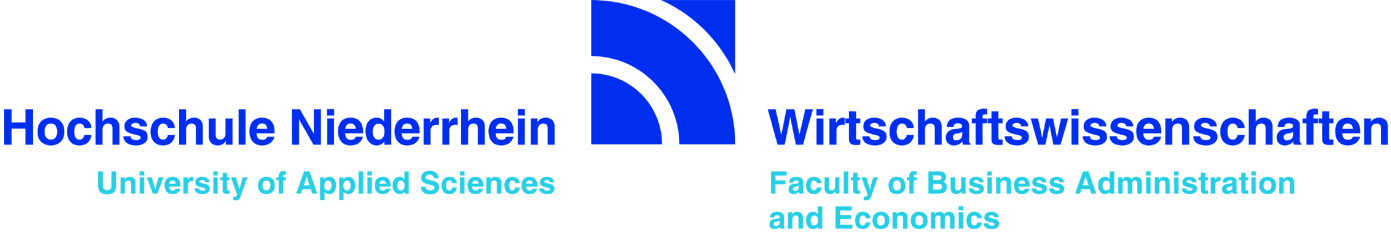 Hochschule Niederrhein
University of Applied Sciences
Wirtschaftswissenschaften
Faculty of Business Administration
and Economics